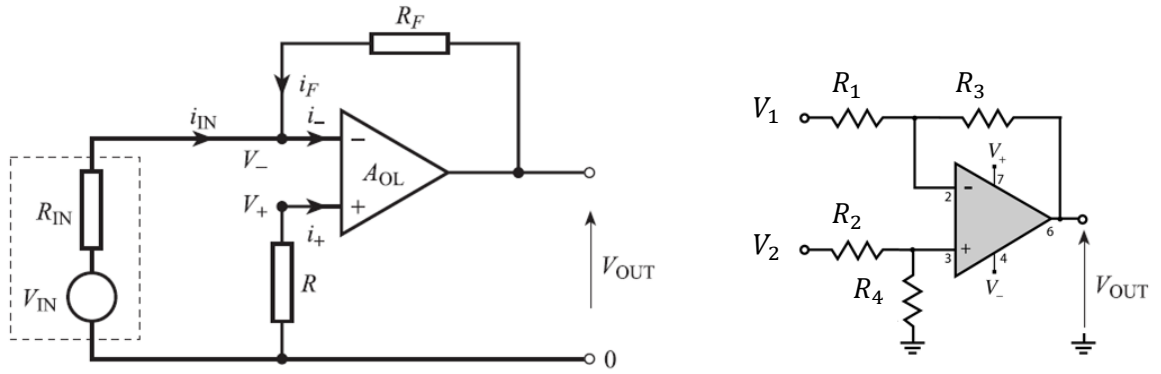 R_F
i_F
i_IN
i_-
V_-
−
A_OL
R_IN
V_+
+
i_+
V_IN
R
V_OUT
0
R_1
R_3
V_1
V_+
7
2
-
R_2
V_2
3
+
6
4
V_-
R_4
V_OUT